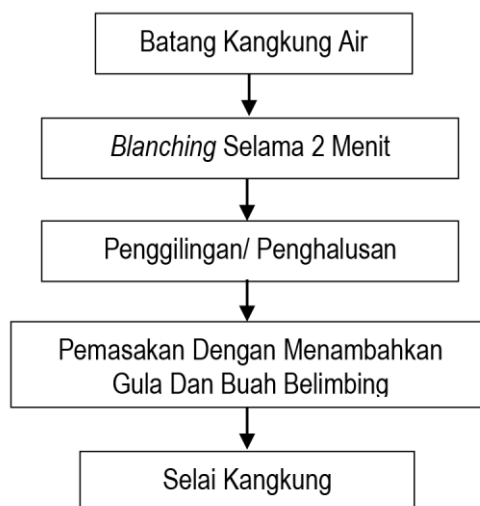 Batang Kangkung Air
Blanching Selama 2 Menit
Penggilingan/ Penghalusan
Pemasakan Dengan Menambahkan
Gula Dan Buah Belimbing
Selai Kangkung